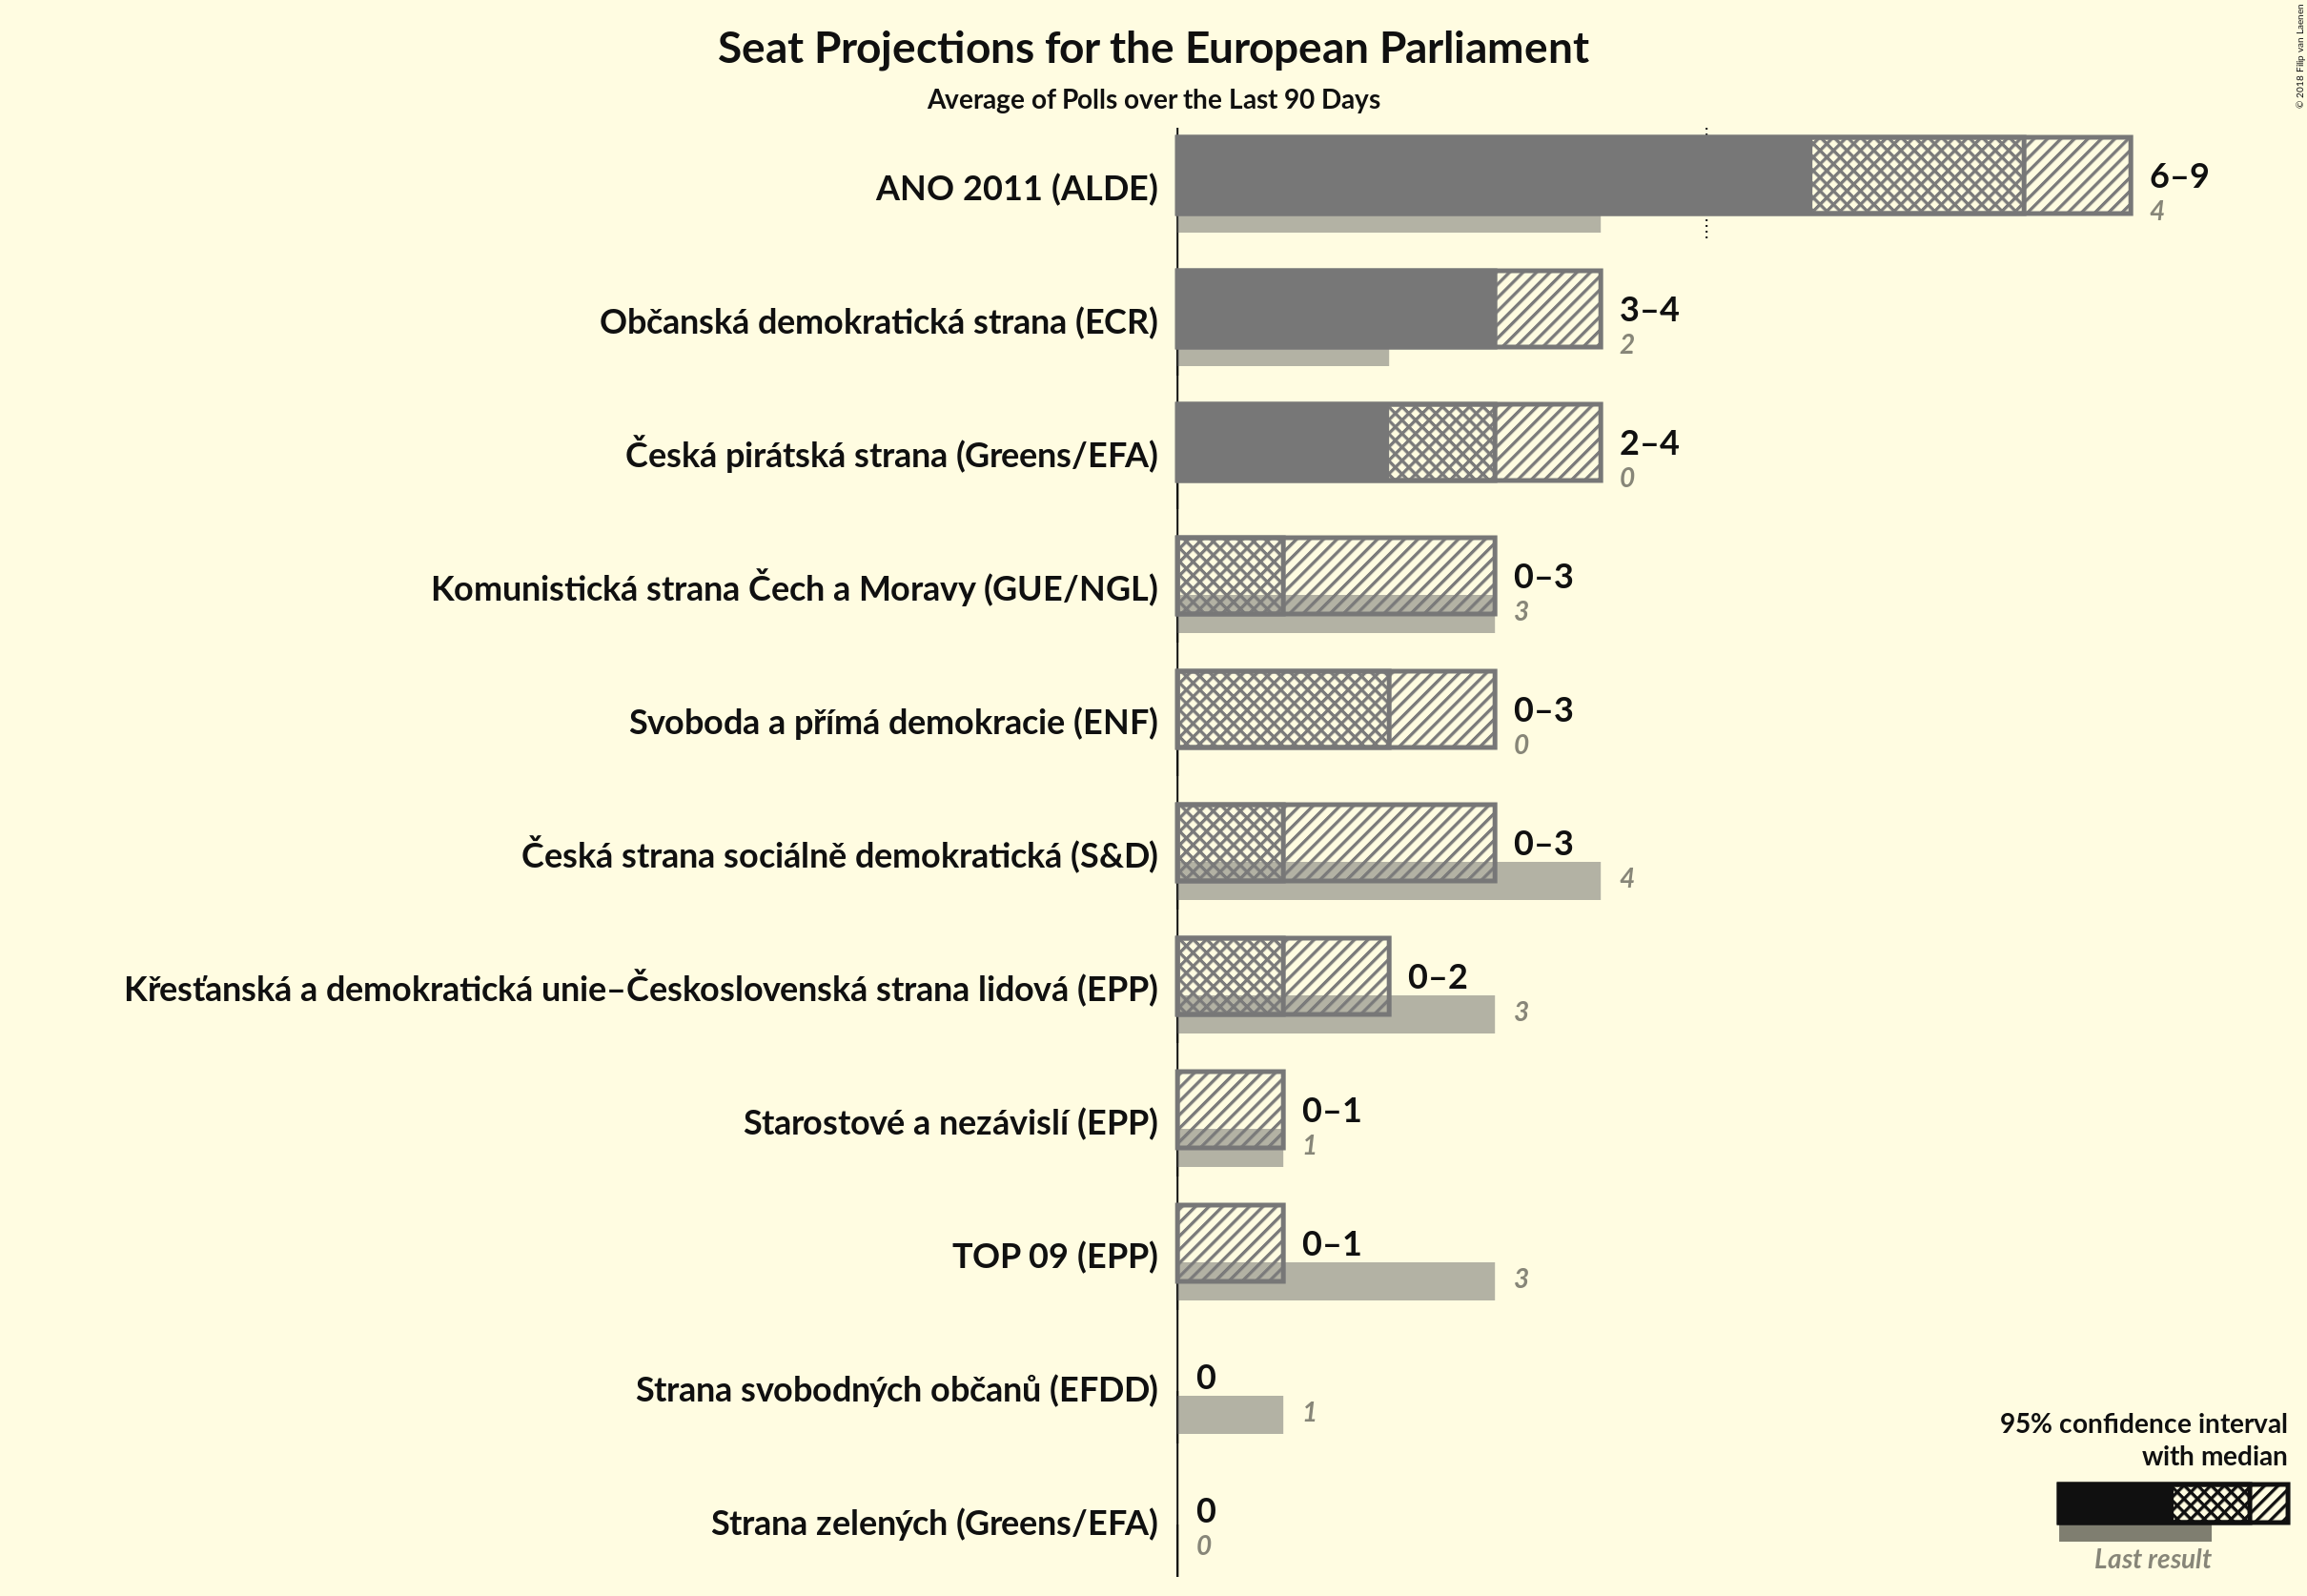 Seat Projections for the European Parliament
Average of Polls over the Last 90 Days
© 2018 Filip van Laenen
ANO 2011 (ALDE)
6–9
4
Občanská demokratická strana (ECR)
3–4
2
Česká pirátská strana (Greens/EFA)
2–4
0
Komunistická strana Čech a Moravy (GUE/NGL)
0–3
3
Svoboda a přímá demokracie (ENF)
0–3
0
Česká strana sociálně demokratická (S&D)
0–3
4
Křesťanská a demokratická unie–Československá strana lidová (EPP)
0–2
3
Starostové a nezávislí (EPP)
0–1
1
TOP 09 (EPP)
0–1
3
Strana svobodných občanů (EFDD)
0
1
Strana zelených (Greens/EFA)
0
0
95% confidence interval
with median
Last result